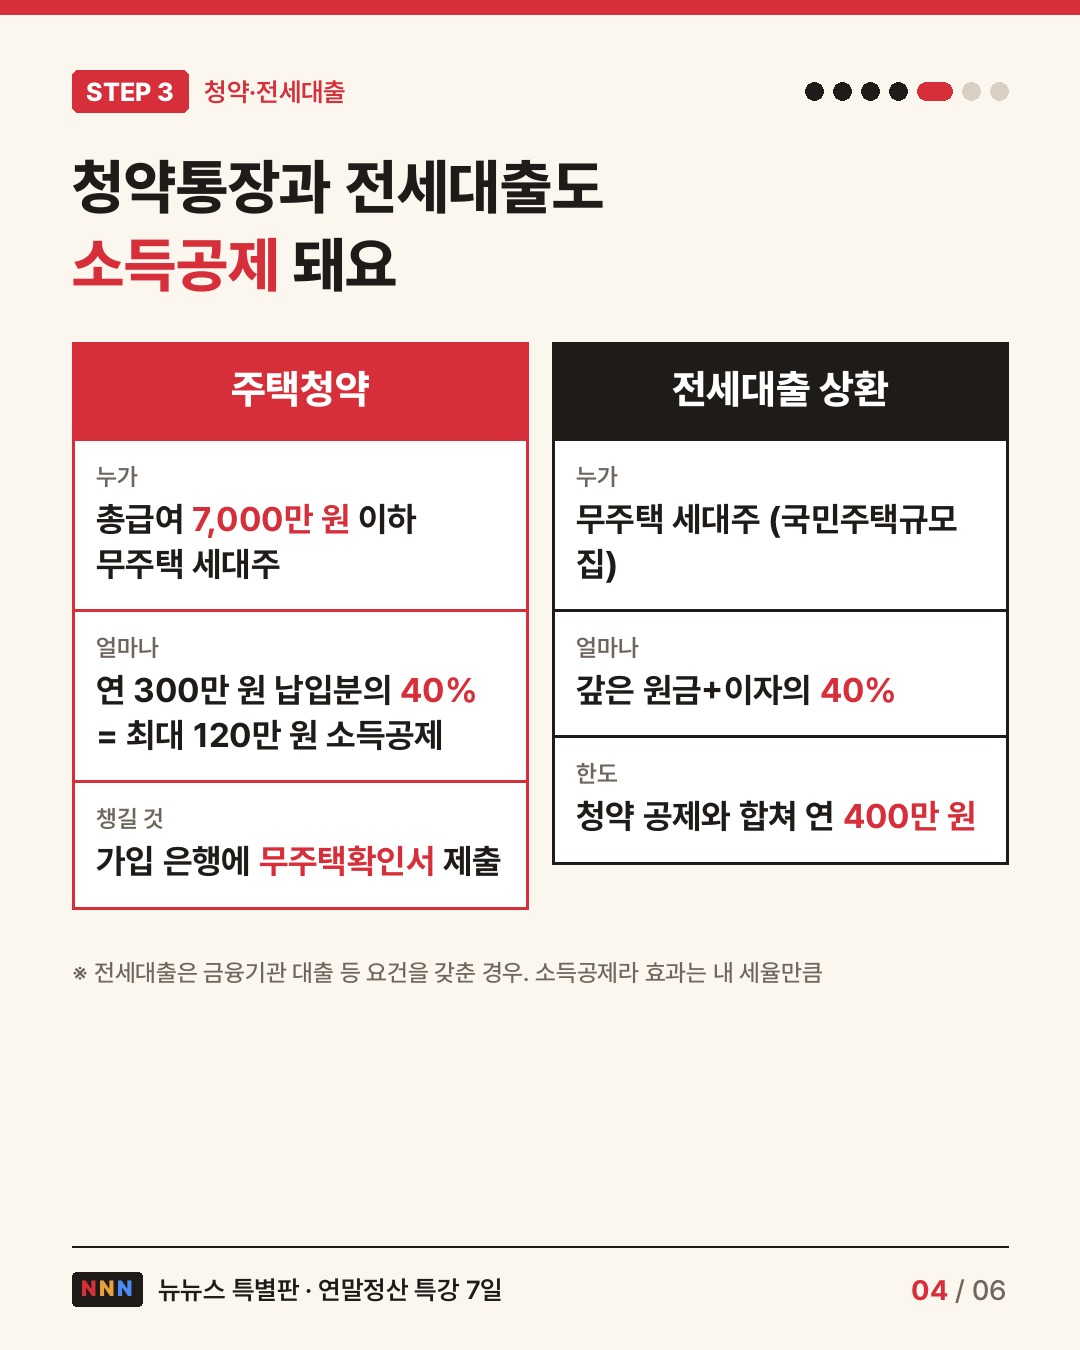 STEP 3 청약·전세대출
청약통장과 전세대출도
소득공제 돼요
주택청약
누가
총급여 7,000만 원 이하
무주택 세대주
얼마나
연 300만 원 납입분의 40%
= 최대 120만 원 소득공제
챙길 것
가입 은행에 무주택확인서 제출
전세대출 상환
누가
무주택 세대주 (국민주택규모
집)
얼마나
갚은 원금+이자의 40%
한도
청약 공제와 합쳐 연 400만 원
※ 전세대출은 금융기관 대출 등 요건을 갖춘 경우. 소득공제라 효과는 내 세율만큼
NNN 뉴뉴스 특별판 · 연말정산 특강 7일
04 / 06